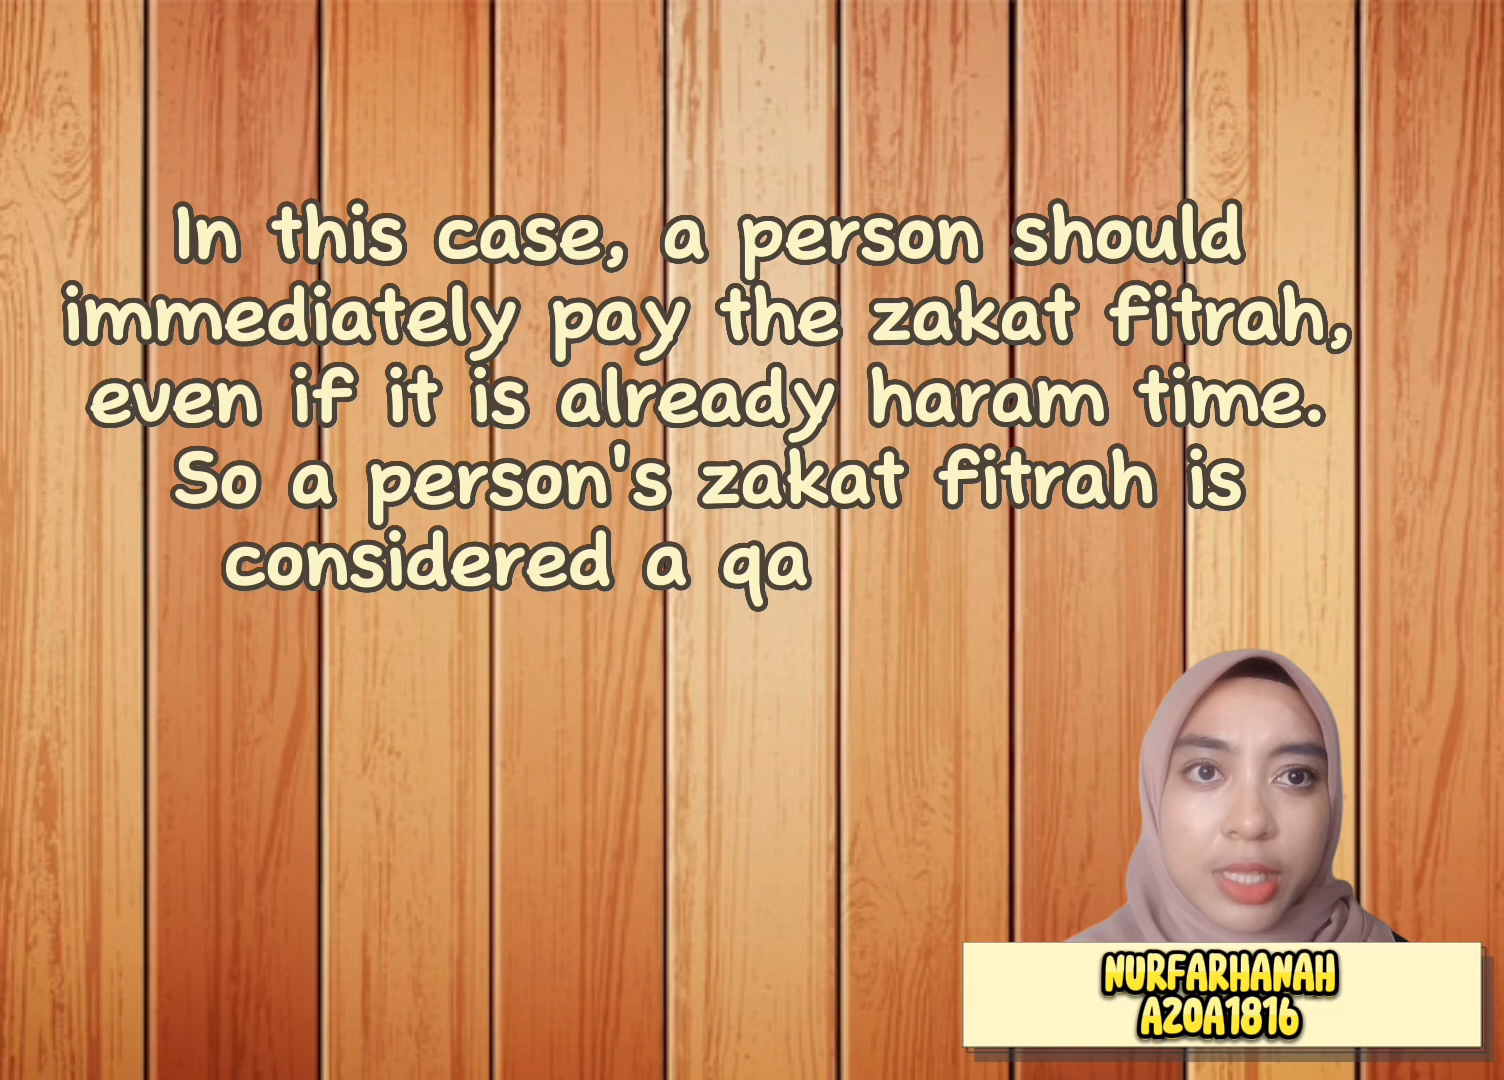 In this case, a person should
immediately pay the zakat fitrah,
even if it is already haram time.
So a person's zakat fitrah is
considered a qa
NURFARHANAH
A20A1816